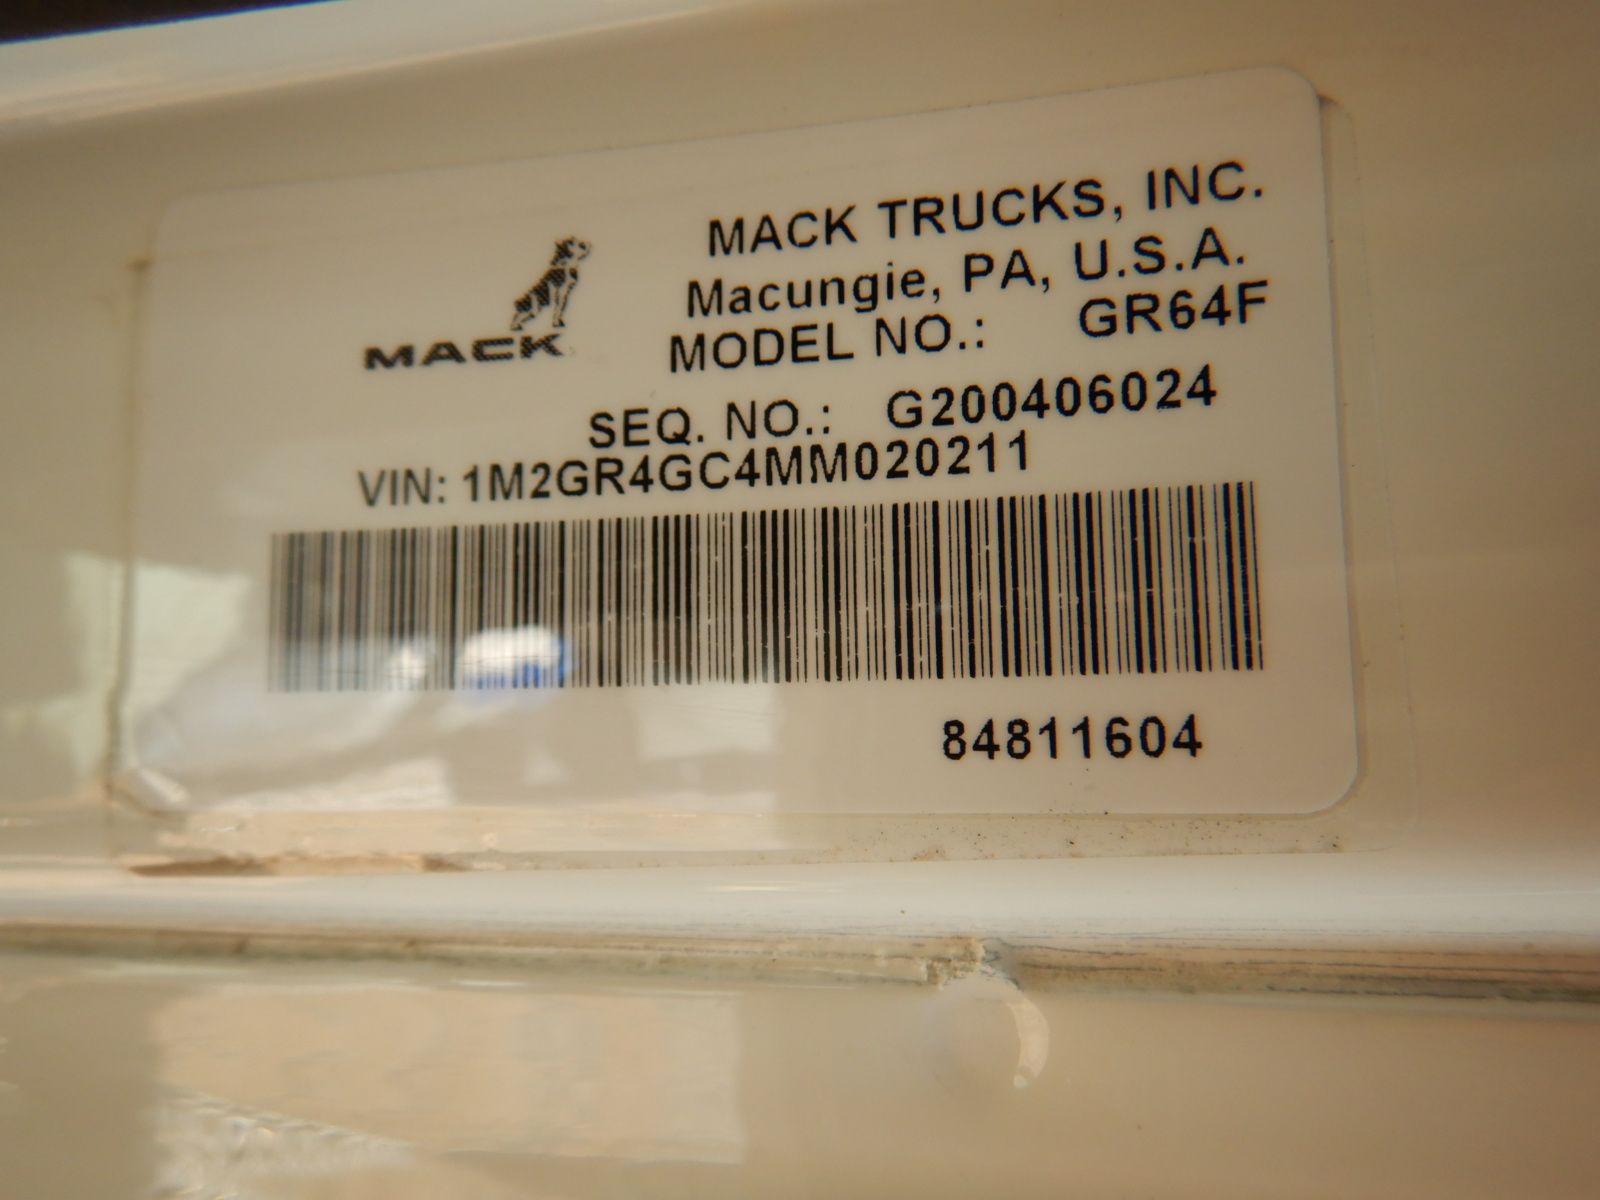 MACK
MACK TRUCKS, INC.
Macungie, PA, U.S.A.
MODEL NO.: GR64F
SEQ. NO.: G200406024
VIN: 1M2GR4GC4MM020211
84811604